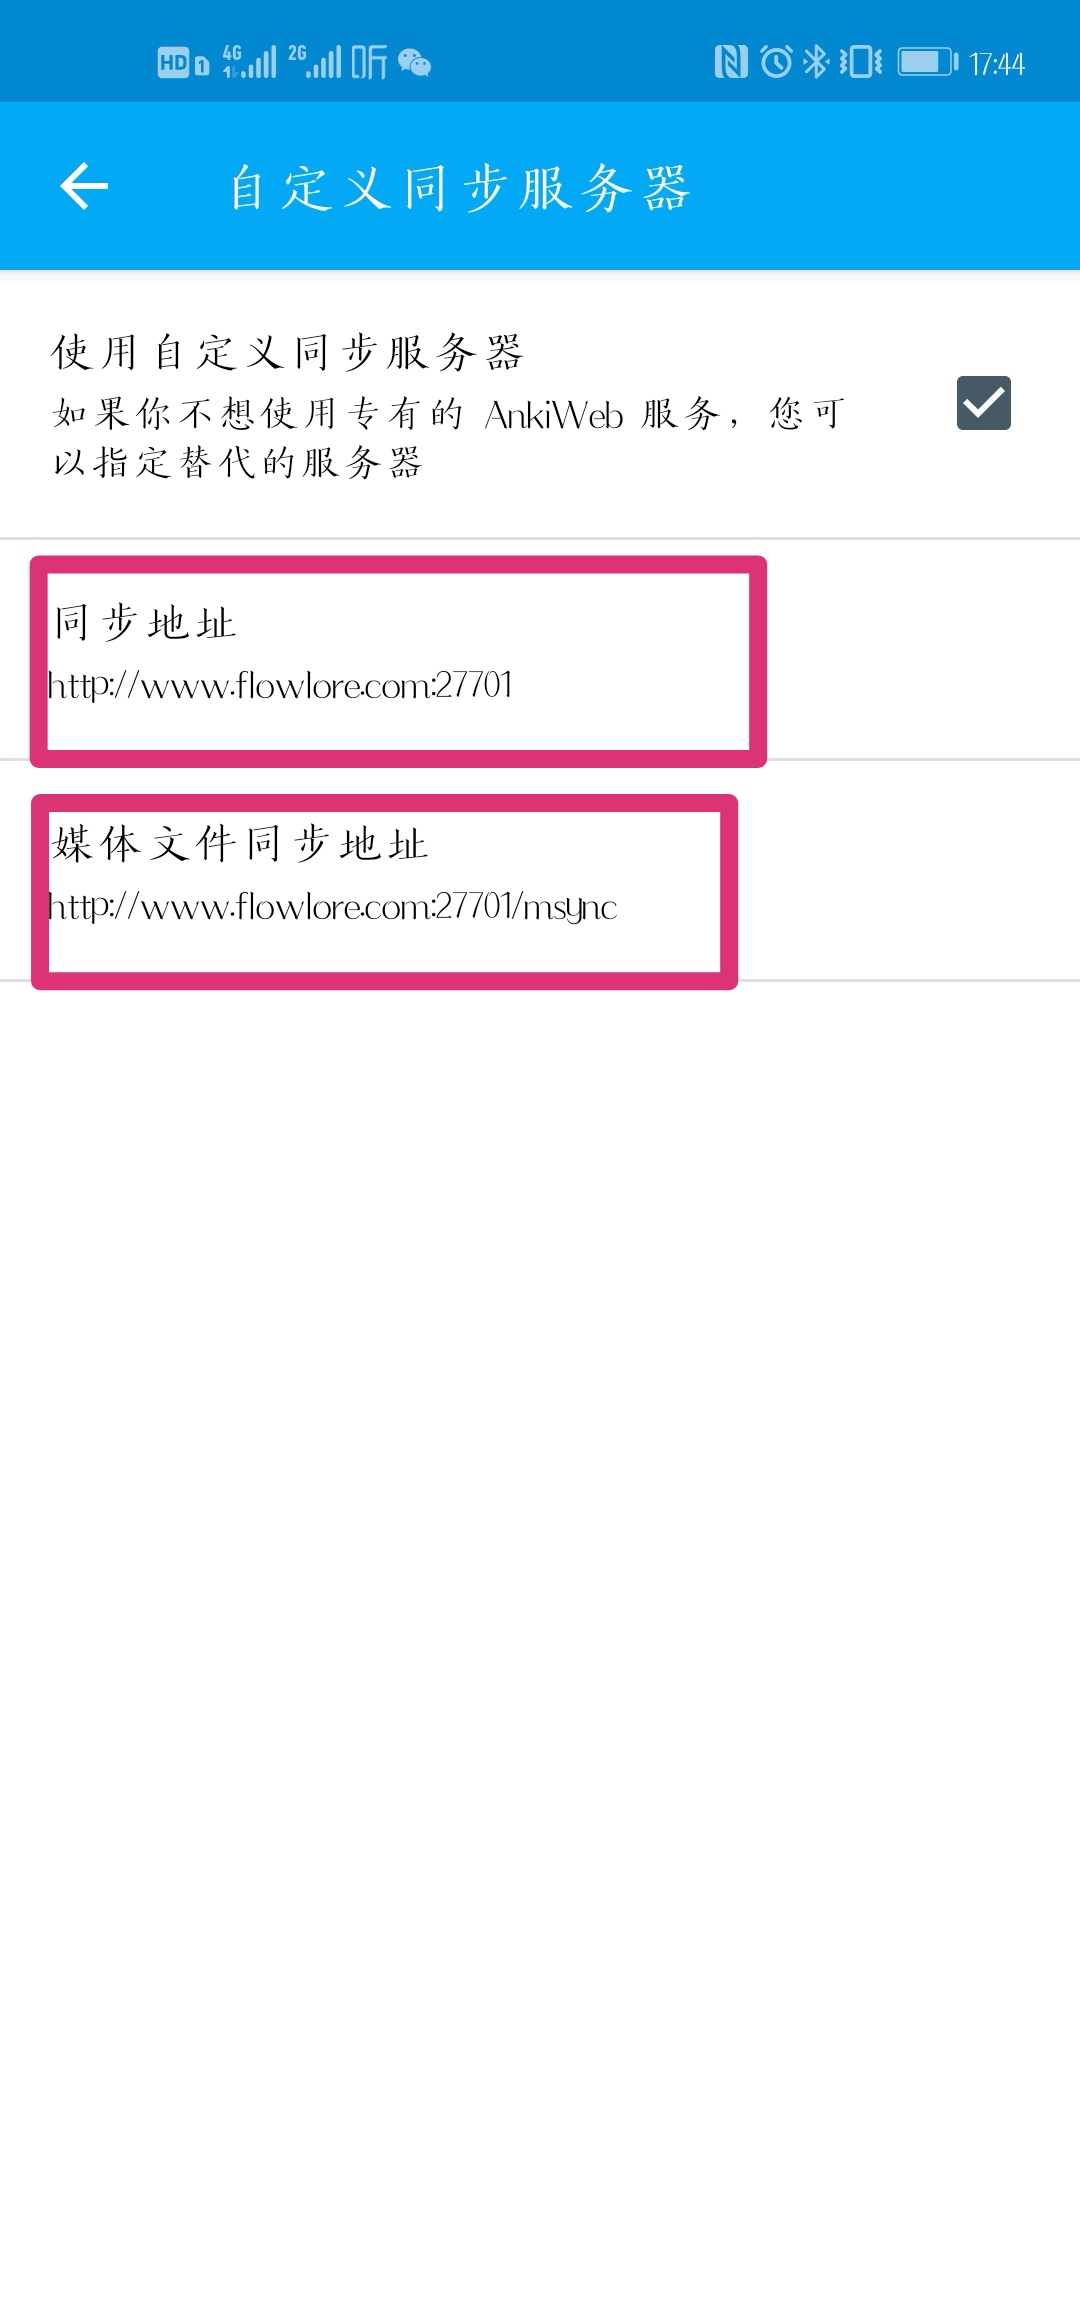 HD 1 4G 1 2G 听 17:44
自定义同步服务器
使用自定义同步服务器
如果你不想使用专有的 AnkiWeb 服务，您可
以指定替代的服务器
同步地址
http://www.flowlore.com:27701
媒体文件同步地址
http://www.flowlore.com:27701/msync